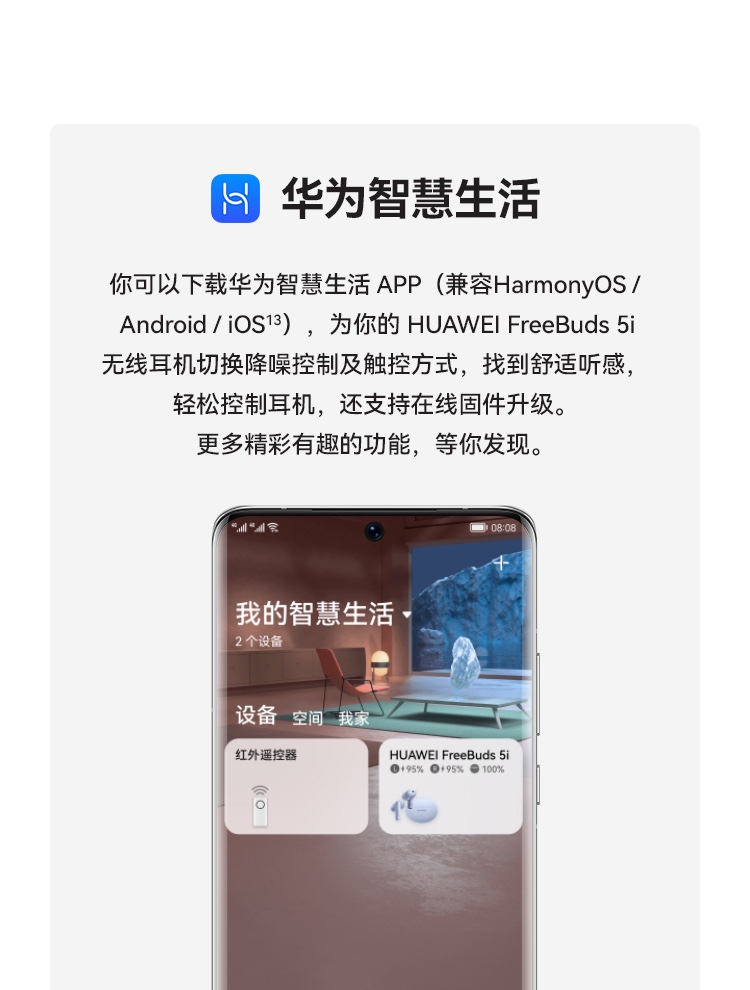 华为智慧生活
你可以下载华为智慧生活 APP（兼容HarmonyOS /
Android / iOS¹³），为你的 HUAWEI FreeBuds 5i
无线耳机切换降噪控制及触控方式，找到舒适听感，
轻松控制耳机，还支持在线固件升级。
更多精彩有趣的功能，等你发现。
4G 4G 08:08
我的智慧生活
2 个设备
设备 空间 我家
红外遥控器
HUAWEI FreeBuds 5i
L 95% R 95% 100%